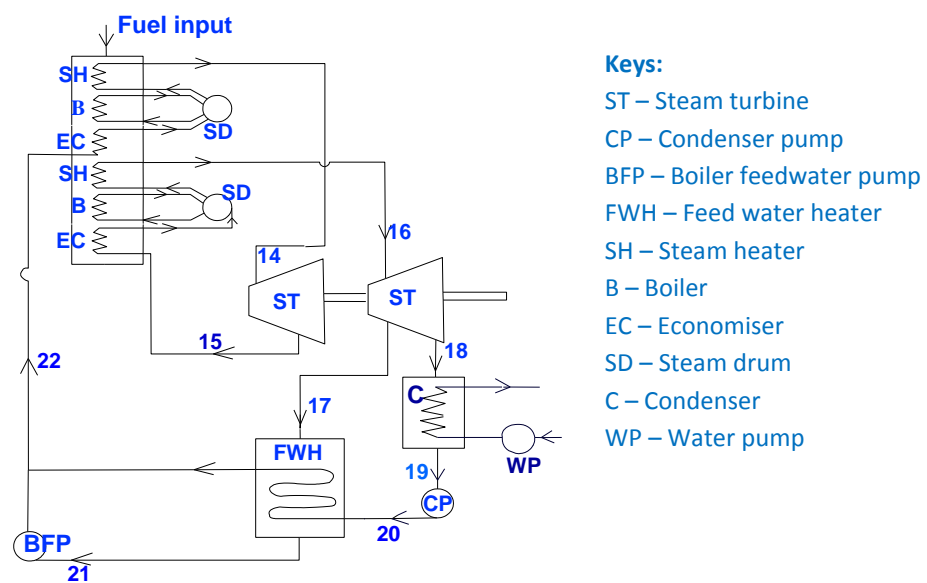 Fuel input
SH
B
SD
EC
SH
SD
B
EC
16
14
ST
ST
15
18
22
C
17
FWH
WP
19
CP
20
BFP
21
Keys:
ST – Steam turbine
CP – Condenser pump
BFP – Boiler feedwater pump
FWH – Feed water heater
SH – Steam heater
B – Boiler
EC – Economiser
SD – Steam drum
C – Condenser
WP – Water pump